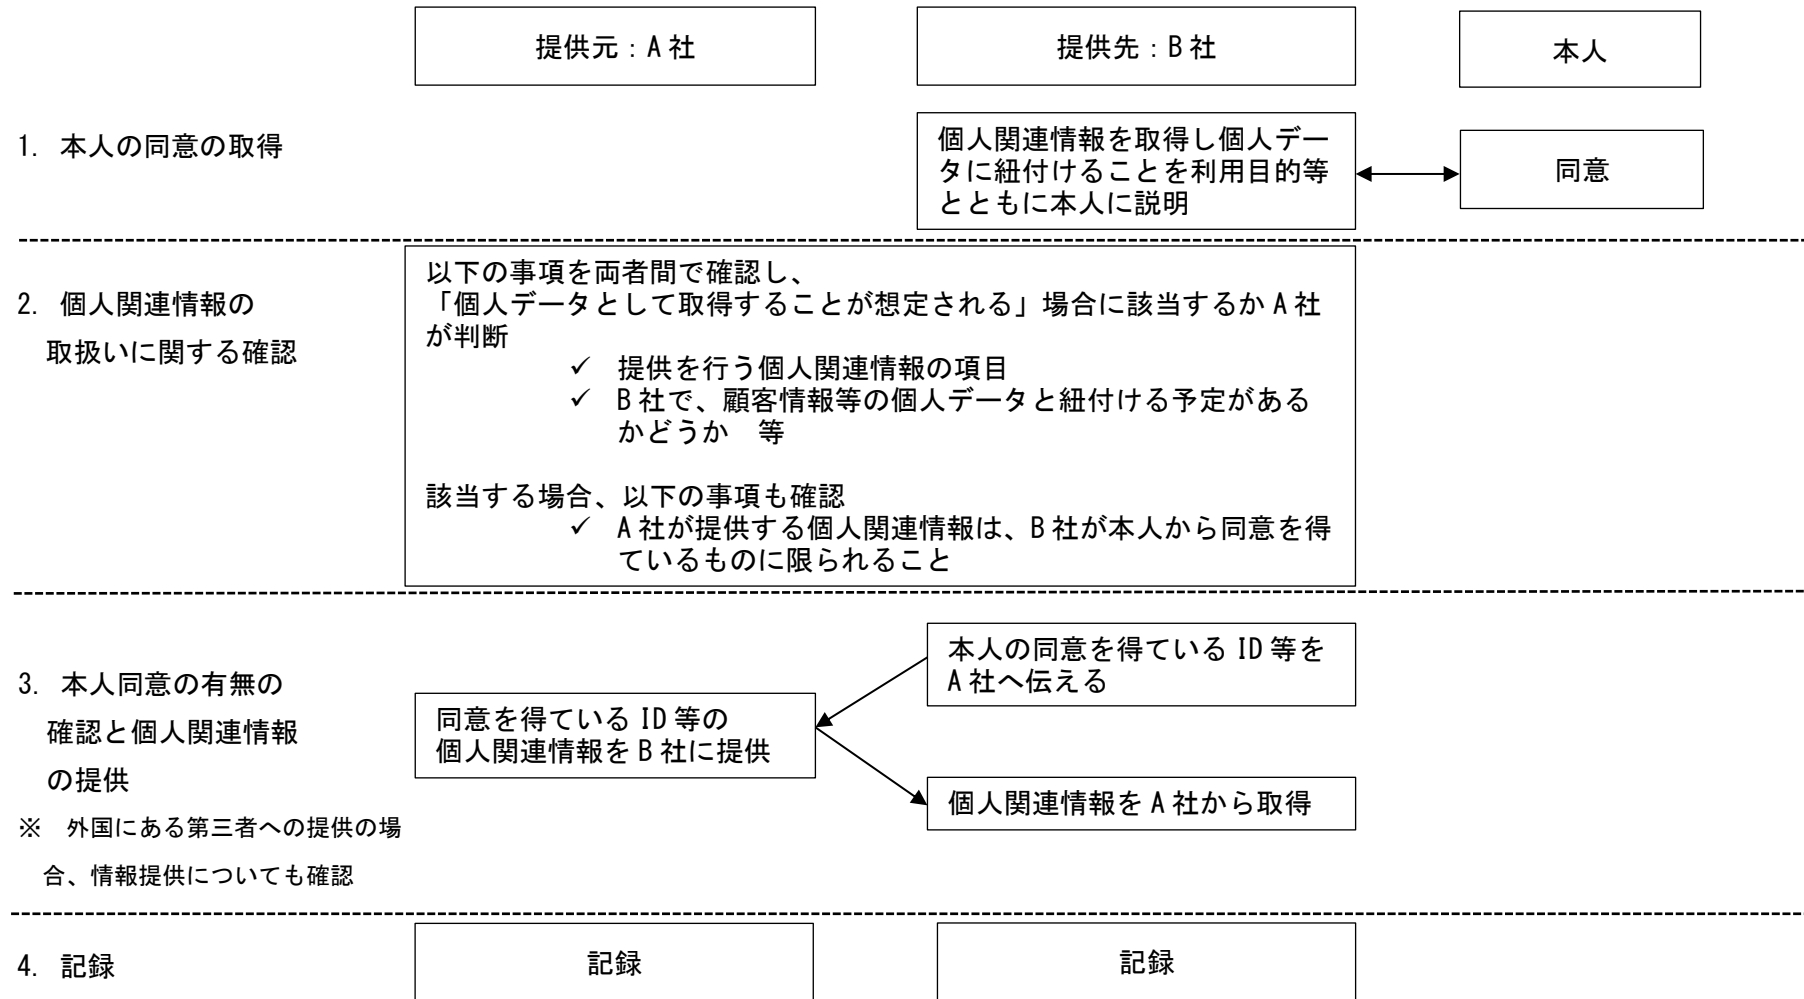 提供元：A社
提供先：B社
本人
1. 本人の同意の取得
個人関連情報を取得し個人デー
タに紐付けることを利用目的等
とともに本人に説明
同意
2. 個人関連情報の
取扱いに関する確認
以下の事項を両者間で確認し、
「個人データとして取得することが想定される」場合に該当するかA社
が判断
✓ 提供を行う個人関連情報の項目
✓ B社で、顧客情報等の個人データと紐付ける予定がある
かどうか　等
該当する場合、以下の事項も確認
✓ A社が提供する個人関連情報は、B社が本人から同意を得
ているものに限られること
3. 本人同意の有無の
確認と個人関連情報
の提供
※　外国にある第三者への提供の場
合、情報提供についても確認
本人の同意を得ているID等を
A社へ伝える
同意を得ているID等の
個人関連情報をB社に提供
個人関連情報をA社から取得
4. 記録
記録
記録